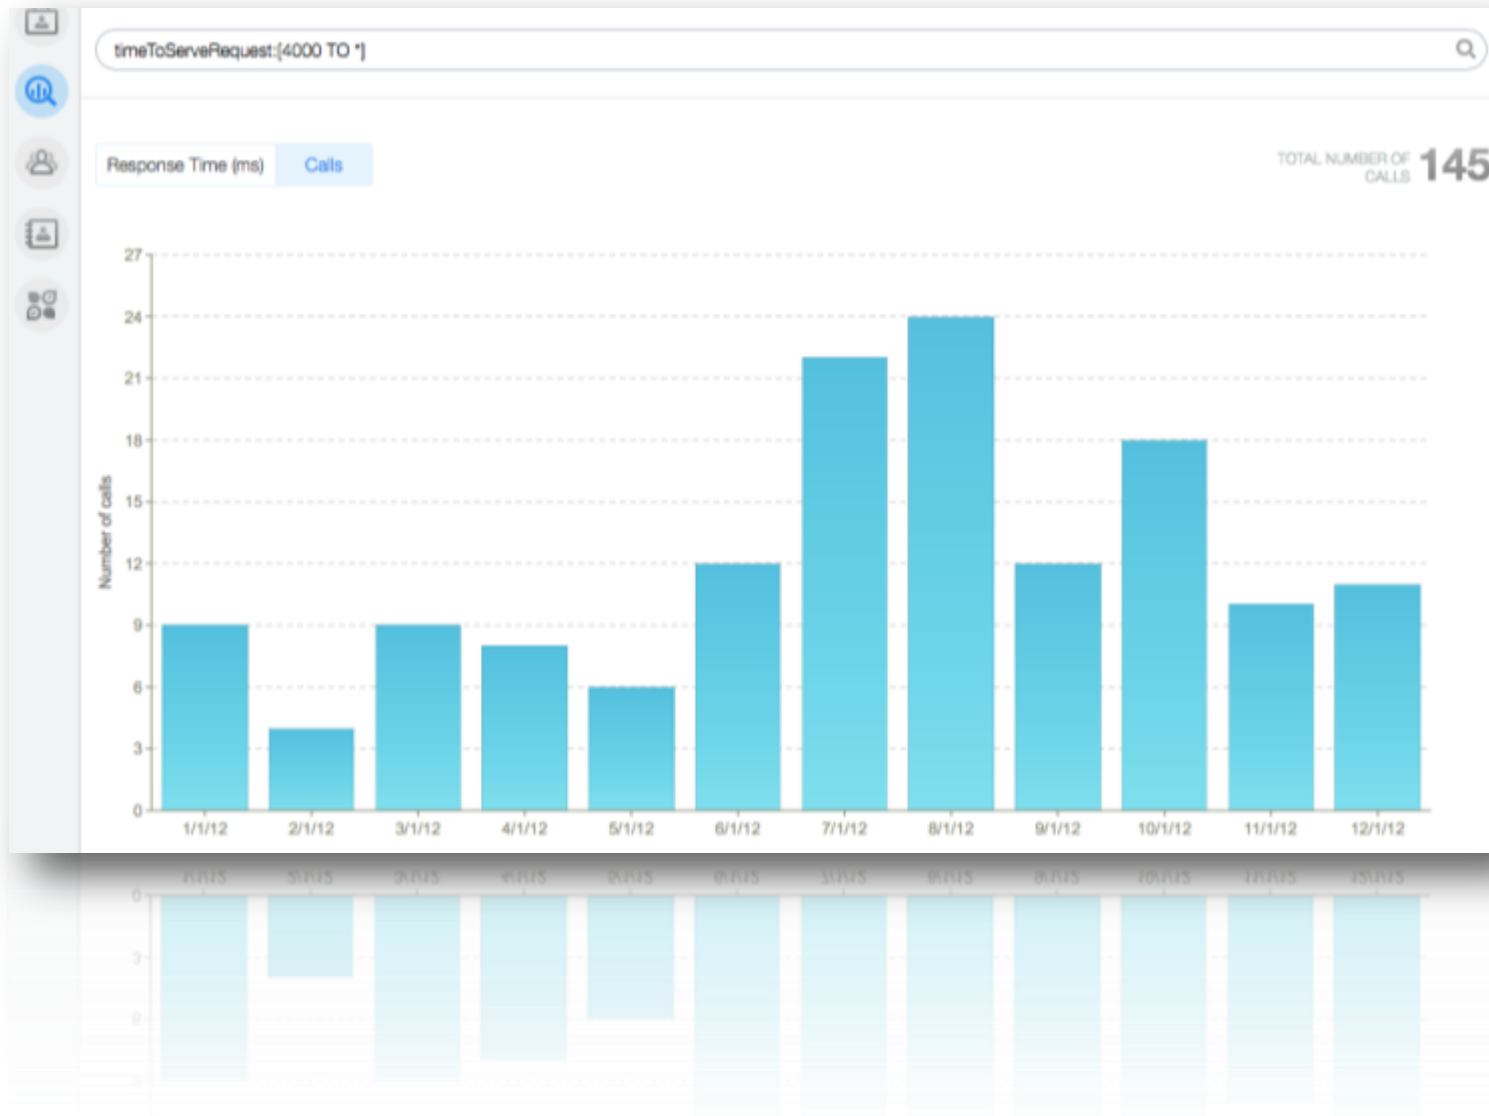 timeToServeRequest:[4000 TO *]
Response Time (ms) Calls
TOTAL NUMBER OF
CALLS 145
27
24
21
18
15
12
9
6
3
0
Number of calls
1/1/12 2/1/12 3/1/12 4/1/12 5/1/12 6/1/12 7/1/12 8/1/12 9/1/12 10/1/12 11/1/12 12/1/12